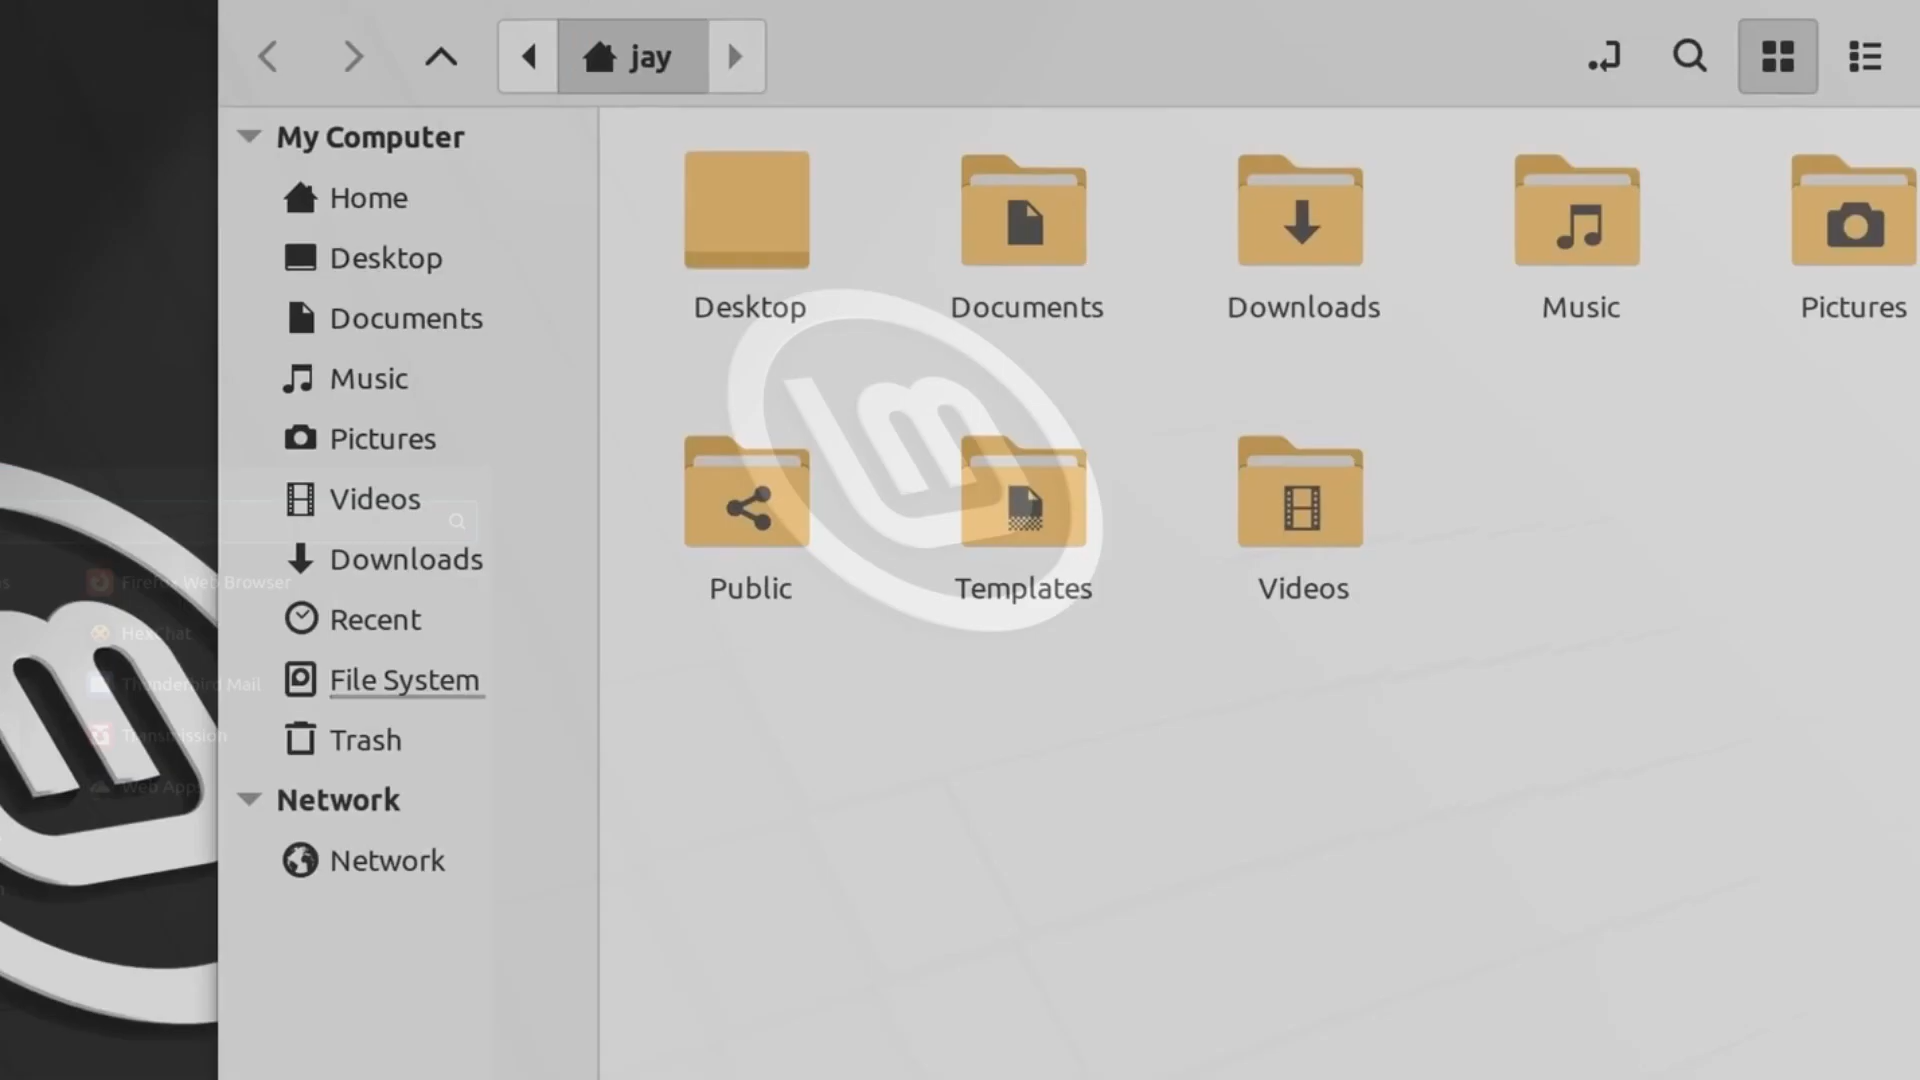 jay
My Computer
Home
Desktop
Documents
Music
Pictures
Videos
Downloads
Recent
File System
Trash
Network
Network
Desktop
Documents
Downloads
Music
Pictures
Public
Templates
Videos
Firefox Web Browser
HexChat
Thunderbird Mail
Transmission
Web Apps